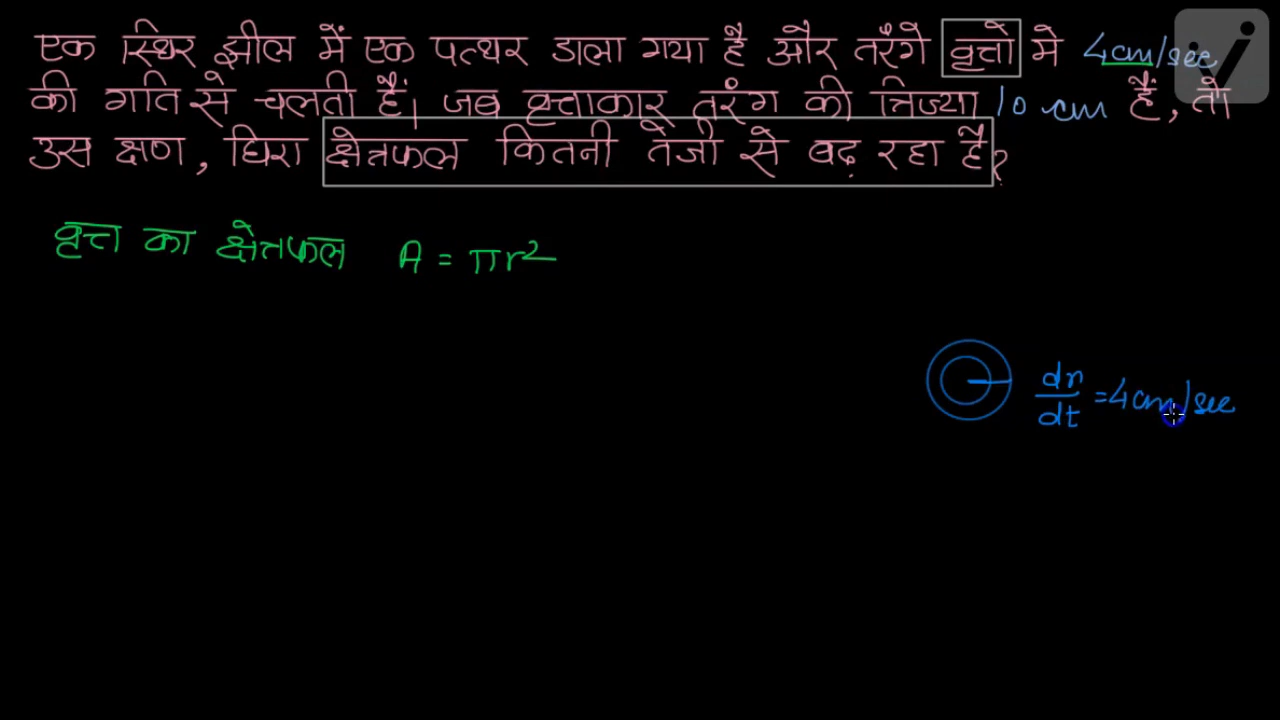 एक स्थिर झील में एक पत्थर डाला गया है और तरँगे वृत्तो मे 4cm/sec
की गति से चलती हैं। जब वृत्ताकार तरंग की त्रिज्या 10 cm हैं, तो
उस क्षण, घिरा क्षेत्रफल कितनी तेजी से बढ़ रहा है?
वृत्त का क्षेत्रफल A = πr²
dr
dt
=4cm/sec